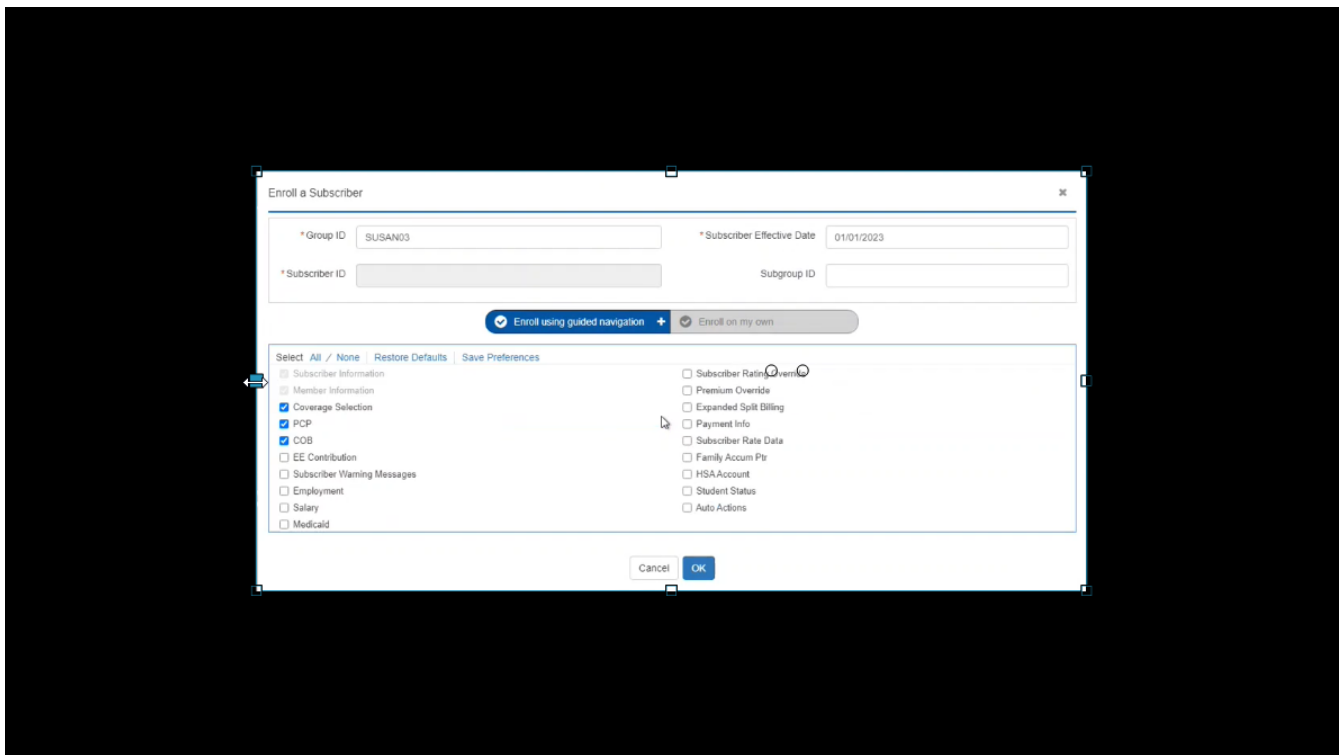 Enroll a Subscriber
* Group ID SUSAN03 * Subscriber Effective Date 01/01/2023
* Subscriber ID Subgroup ID
Enroll using guided navigation + Enroll on my own
Select All / None | Restore Defaults | Save Preferences
Subscriber Information
Member Information
Coverage Selection
PCP
COB
EE Contribution
Subscriber Warning Messages
Employment
Salary
Medicaid
Subscriber Rating Override
Premium Override
Expanded Split Billing
Payment Info
Subscriber Rate Data
Family Accum Ptr
HSA Account
Student Status
Auto Actions
Cancel OK